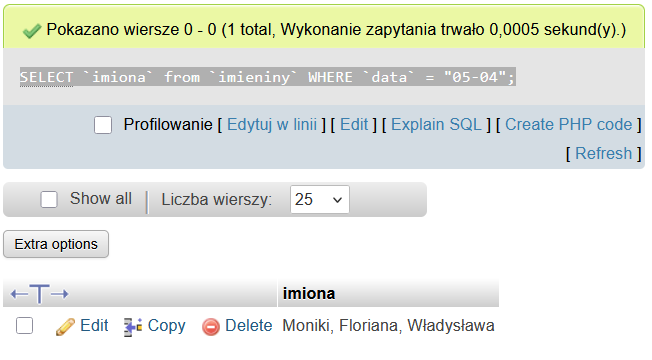 Pokazano wiersze 0 - 0 (1 total, Wykonanie zapytania trwało 0,0005 sekund(y).)
SELECT `imiona` from `imieniny` WHERE `data` = "05-04";
Profilowanie [ Edytuj w linii ] [ Edit ] [ Explain SQL ] [ Create PHP code ]
[ Refresh ]
Show all | Liczba wierszy: 25
Extra options
←T→ imiona
Edit Copy Delete Moniki, Floriana, Władysława